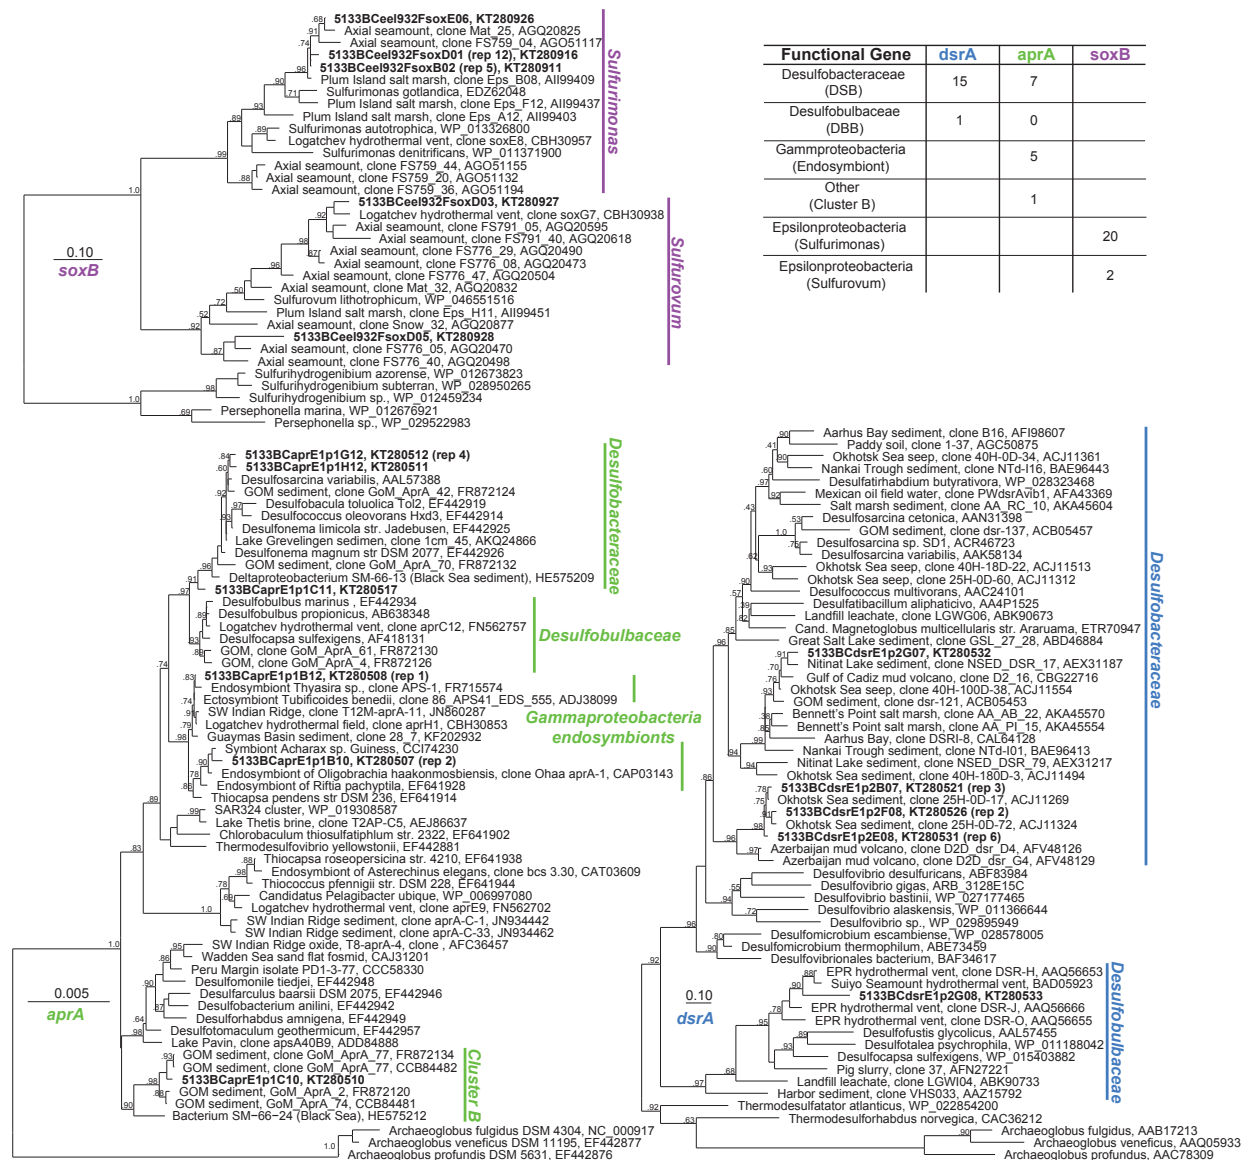 5133BCeel932FsoxE06, KT280926
Axial seamount, clone Mat_25, AGQ20825
Axial seamount, clone FS759_04, AGO51117
5133BCeel932FsoxD01 (rep 12), KT280916
5133BCeel932FsoxB02 (rep 5), KT280911
Plum Island salt marsh, clone Eps_B08, AII99409
Sulfurimonas gotlandica, EDZ62048
Plum Island salt marsh, clone Eps_F12, AII99437
Plum Island salt marsh, clone Eps_A12, AII99403
Sulfurimonas autotrophica, WP_013326800
Logatchev hydrothermal vent, clone soxE8, CBH30957
Sulfurimonas denitrificans, WP_011371900
Axial seamount, clone FS759_44, AGO51155
Axial seamount, clone FS759_20, AGO51132
Axial seamount, clone FS759_36, AGO51194
Sulfurimonas
5133BCeel932FsoxD03, KT280927
Logatchev hydrothermal vent, clone soxG7, CBH30938
Axial seamount, clone FS791_05, AGQ20595
Axial seamount, clone FS791_40, AGQ20618
Axial seamount, clone FS776_29, AGQ20490
Axial seamount, clone FS776_08, AGQ20473
Axial seamount, clone FS776_47, AGQ20504
Axial seamount, clone Mat_32, AGQ20832
Sulfurovum lithotrophicum, WP_046551516
Plum Island salt marsh, clone Eps_H11, AII99451
Axial seamount, clone Snow_32, AGQ20877
5133BCeel932FsoxD05, KT280928
Axial seamount, clone FS776_05, AGQ20470
Axial seamount, clone FS776_40, AGQ20498
Sulfurovum
Sulfurihydrogenibium azorense, WP_012673823
Sulfurihydrogenibium subterran, WP_028950265
Sulfurihydrogenibium sp., WP_012459234
Persephonella marina, WP_012676921
Persephonella sp., WP_029522983
0.10
soxB
Functional Gene dsrA aprA soxB
Desulfobacteraceae (DSB) 15 7
Desulfobulbaceae (DBB) 1 0
Gammproteobacteria (Endosymbiont) 5
Other (Cluster B) 1
Epsilonproteobacteria (Sulfurimonas) 20
Epsilonproteobacteria (Sulfurovum) 2
5133BCaprE1p1G12, KT280512 (rep 4)
5133BCaprE1p1H12, KT280511
Desulfosarcina variabilis, AAL57388
GOM sediment, clone GoM_AprA_42, FR872124
Desulfobacula toluolica Tol2, EF442919
Desulfococcus oleovorans Hxd3, EF442914
Desulfonema limicola str. Jadebusen, EF442925
Lake Grevelingen sedimen, clone 1cm_45, AKQ24866
Desulfonema magnum str DSM 2077, EF442926
GOM sediment, clone GoM_AprA_70, FR872132
Deltaproteobacterium SM-66-13 (Black Sea sediment), HE575209
5133BCaprE1p1C11, KT280517
Desulfobacteraceae
Desulfobulbus marinus , EF442934
Desulfobulbus propionicus, AB638348
Logatchev hydrothermal vent, clone aprC12, FN562757
Desulfocapsa sulfexigens, AF418131
GOM, clone GoM_AprA_61, FR872130
GOM, clone GoM_AprA_4, FR872126
Desulfobulbaceae
5133BCaprE1p1B12, KT280508 (rep 1)
Endosymbiont Thyasira sp., clone APS-1, FR715574
Ectosymbiont Tubificoides benedii, clone 86_APS41_EDS_555, ADJ38099
SW Indian Ridge, clone T12M-aprA-11, JN860287
Logatchev hydrothermal field, clone aprH1, CBH30853
Guaymas Basin sediment, clone 28_7, KF202932
Symbiont Acharax sp. Guiness, CCI74230
5133BCaprE1p1B10, KT280507 (rep 2)
Endosymbiont of Oligobrachia haakonmosbiensis, clone Ohaa aprA-1, CAP03143
Endosymbiont of Riftia pachyptila, EF641928
Thiocapsa pendens str DSM 236, EF641914
Gammaproteobacteria
endosymbionts
SAR324 cluster, WP_019308587
Lake Thetis brine, clone T2AP-C5, AEJ86637
Chlorobaculum thiosulfatiphlum str. 2322, EF641902
Thermodesulfovibrio yellowstonii, EF442881
Thiocapsa roseopersicina str. 4210, EF641938
Endosymbiont of Asterechinus elegans, clone bcs 3.30, CAT03609
Thiococcus pfennigii str. DSM 228, EF641944
Candidatus Pelagibacter ubique, WP_006997080
Logatchev hydrothermal vent, clone aprE9, FN562702
SW Indian Ridge sediment, clone aprA-C-1, JN934442
SW Indian Ridge sediment, clone aprA-C-33, JN934462
SW Indian Ridge oxide, T8-aprA-4, clone , AFC36457
Wadden Sea sand flat fosmid, CAJ31201
Peru Margin isolate PD1-3-77, CCC58330
Desulfomonile tiedjei, EF442948
Desulfarculus baarsii DSM 2075, EF442946
Desulfobacterium anilini, EF442942
Desulforhabdus amnigena, EF442949
Desulfotomaculum geothermicum, EF442957
Lake Pavin, clone apsA40B9, ADD84888
GOM sediment, clone GoM_AprA_77, FR872134
GOM sediment, clone GoM_AprA_77, CCB84482
5133BCaprE1p1C10, KT280510
GOM sediment, GoM_AprA_2, FR872120
GOM sediment, GoM_AprA_74, CCB84481
Bacterium SM-66-24 (Black Sea), HE575212
Cluster B
Archaeoglobus fulgidus DSM 4304, NC_000917
Archaeoglobus veneficus DSM 11195, EF442877
Archaeoglobus profundis DSM 5631, EF442876
0.005
aprA
Aarhus Bay sediment, clone B16, AFI98607
Paddy soil, clone 1-37, AGC50875
Okhotsk Sea seep, clone 40H-0D-34, ACJ11361
Nankai Trough sediment, clone NTd-I16, BAE96443
Desulfatirhabdium butyrativora, WP_028323468
Mexican oil field water, clone PWdsrAvib1, AFA43369
Salt marsh sediment, clone AA_RC_10, AKA45604
Desulfosarcina cetonica, AAN31398
GOM sediment, clone dsr-137, ACB05457
Desulfosarcina sp. SD1, ACR46723
Desulfosarcina variabilis, AAK58134
Okhotsk Sea seep, clone 40H-18D-22, ACJ11513
Okhotsk Sea seep, clone 25H-0D-60, ACJ11312
Desulfococcus multivorans, AAC24101
Desulfatibacillum aliphaticivo, AA4P1525
Landfill leachate, clone LGWG06, ABK90673
Cand. Magnetoglobus multicellularis str. Araruama, ETR70947
Great Salt Lake sediment, clone GSL_27_28, ABD46884
5133BCdsrE1p2G07, KT280532
Nitinat Lake sediment, clone NSED_DSR_17, AEX31187
Gulf of Cadiz mud volcano, clone D2_16, CBG22716
Okhotsk Sea seep, clone 40H-100D-38, ACJ11554
GOM sediment, clone dsr-121, ACB05453
Bennett's Point salt marsh, clone AA_AB_22, AKA45570
Bennett's Point salt marsh, clone AA_PI_15, AKA45554
Aarhus Bay, clone DSRI-8, CAL64128
Nankai Trough sediment, clone NTd-I01, BAE96413
Nitinat Lake sediment, clone NSED_DSR_79, AEX31217
Okhotsk Sea sediment, clone 40H-180D-3, ACJ11494
5133BCdsrE1p2B07, KT280521 (rep 3)
Okhotsk Sea sediment, clone 25H-0D-17, ACJ11269
5133BCdsrE1p2F08, KT280526 (rep 2)
Okhotsk Sea sediment, clone 25H-0D-72, ACJ11324
5133BCdsrE1p2E08, KT280531 (rep 6)
Azerbaijan mud volcano, clone D2D_dsr_D4, AFV48126
Azerbaijan mud volcano, clone D2D_dsr_G4, AFV48129
Desulfobacteraceae
Desulfovibrio desulfuricans, ABF83984
Desulfovibrio gigas, ARB_3128E15C
Desulfovibrio bastinii, WP_027177465
Desulfovibrio alaskensis, WP_011366644
Desulfovibrio sp., WP_029895949
Desulfomicrobium escambiense, WP_028578005
Desulfomicrobium thermophilum, ABE73459
Desulfovibrionales bacterium, BAF34617
EPR hydrothermal vent, clone DSR-H, AAQ56653
Suiyo Seamount hydrothermal vent, BAD05923
5133BCdsrE1p2G08, KT280533
EPR hydrothermal vent, clone DSR-J, AAQ56666
EPR hydrothermal vent, clone DSR-O, AAQ56655
Desulfofustis glycolicus, AAL57455
Desulfotalea psychrophila, WP_011188042
Desulfocapsa sulfexigens, WP_015403882
Pig slurry, clone 37, AFN27221
Landfill leachate, clone LGWI04, ABK90733
Harbor sediment, clone VHS033, AAZ15792
Desulfobulbaceae
Thermodesulfatator atlanticus, WP_022854200
Thermodesulforhabdus norvegica, CAC36212
Archaeoglobus fulgidus, AAB17213
Archaeoglobus veneficus, AAQ05933
Archaeoglobus profundus, AAC78309
0.10
dsrA